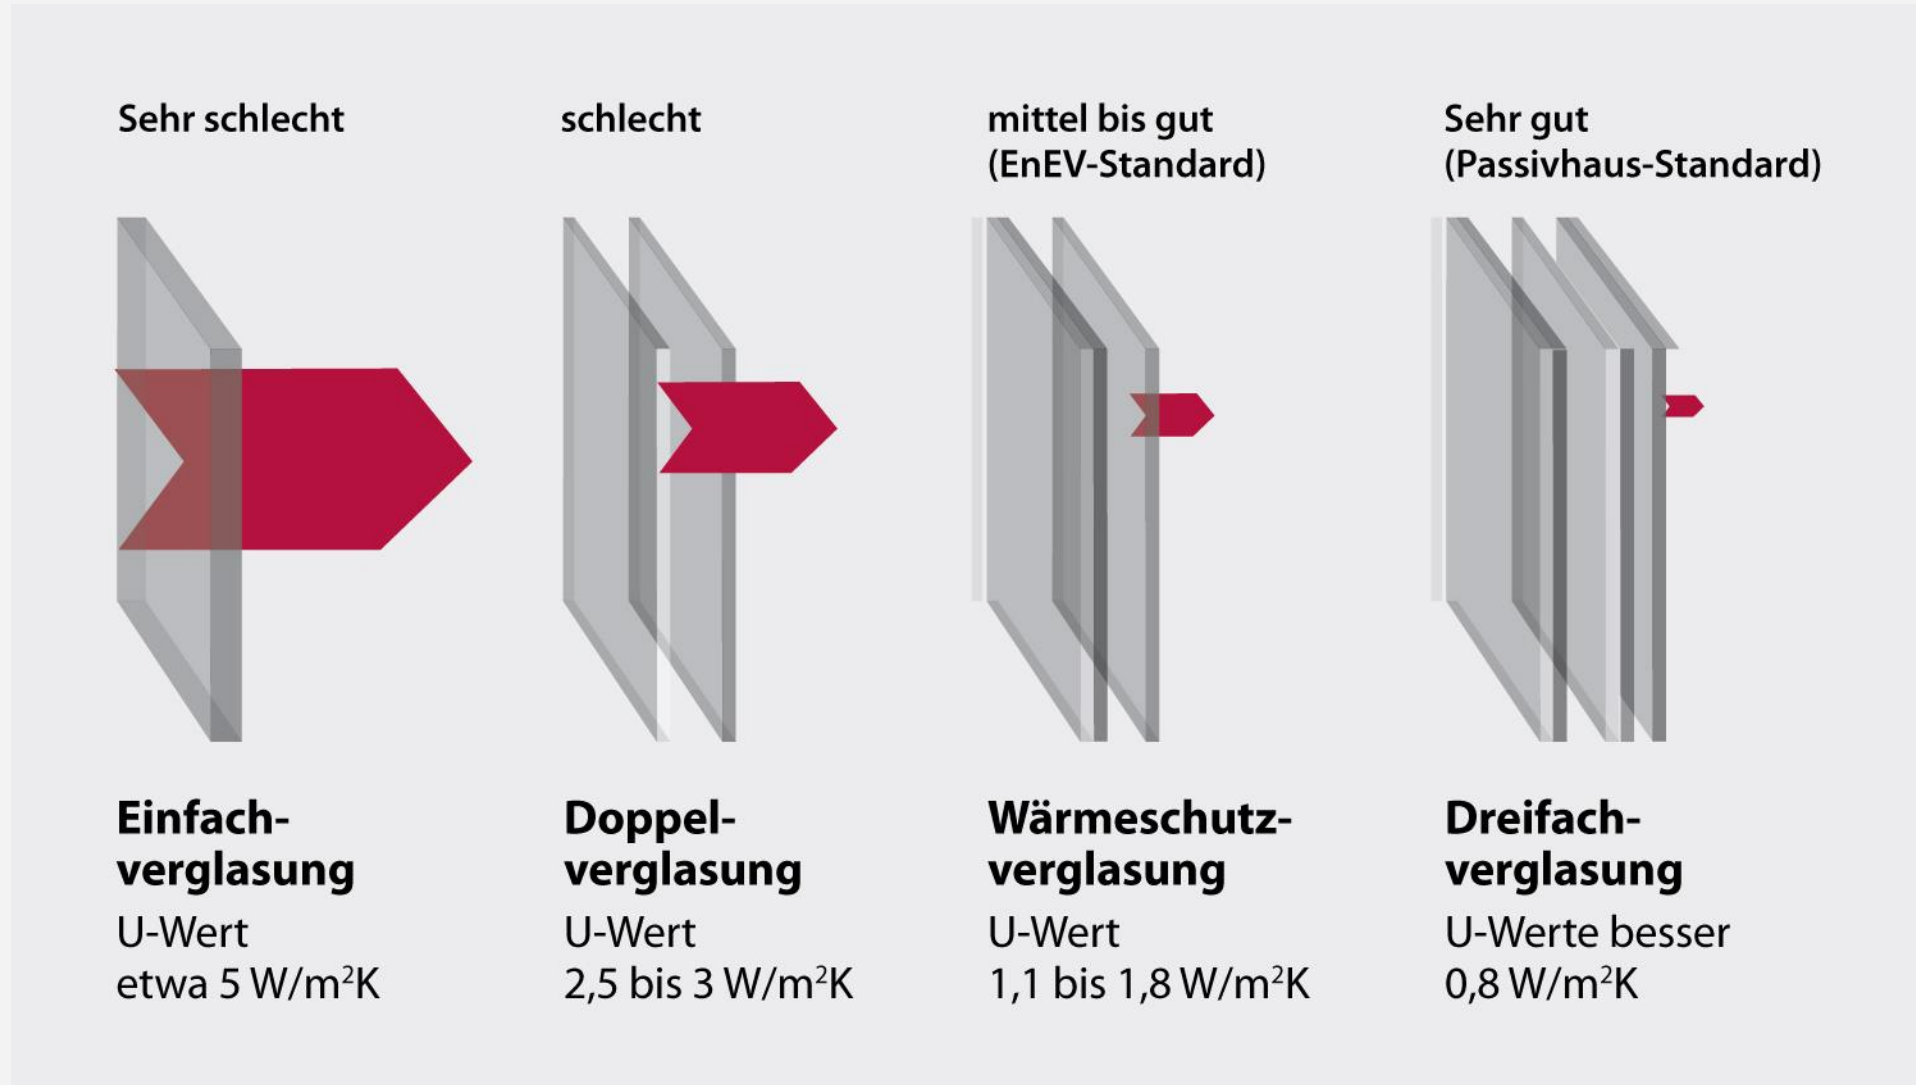 Sehr schlecht
schlecht
mittel bis gut
(EnEV-Standard)
Sehr gut
(Passivhaus-Standard)
Einfach-
verglasung
U-Wert
etwa 5 W/m²K
Doppel-
verglasung
U-Wert
2,5 bis 3 W/m²K
Wärmeschutz-
verglasung
U-Wert
1,1 bis 1,8 W/m²K
Dreifach-
verglasung
U-Werte besser
0,8 W/m²K